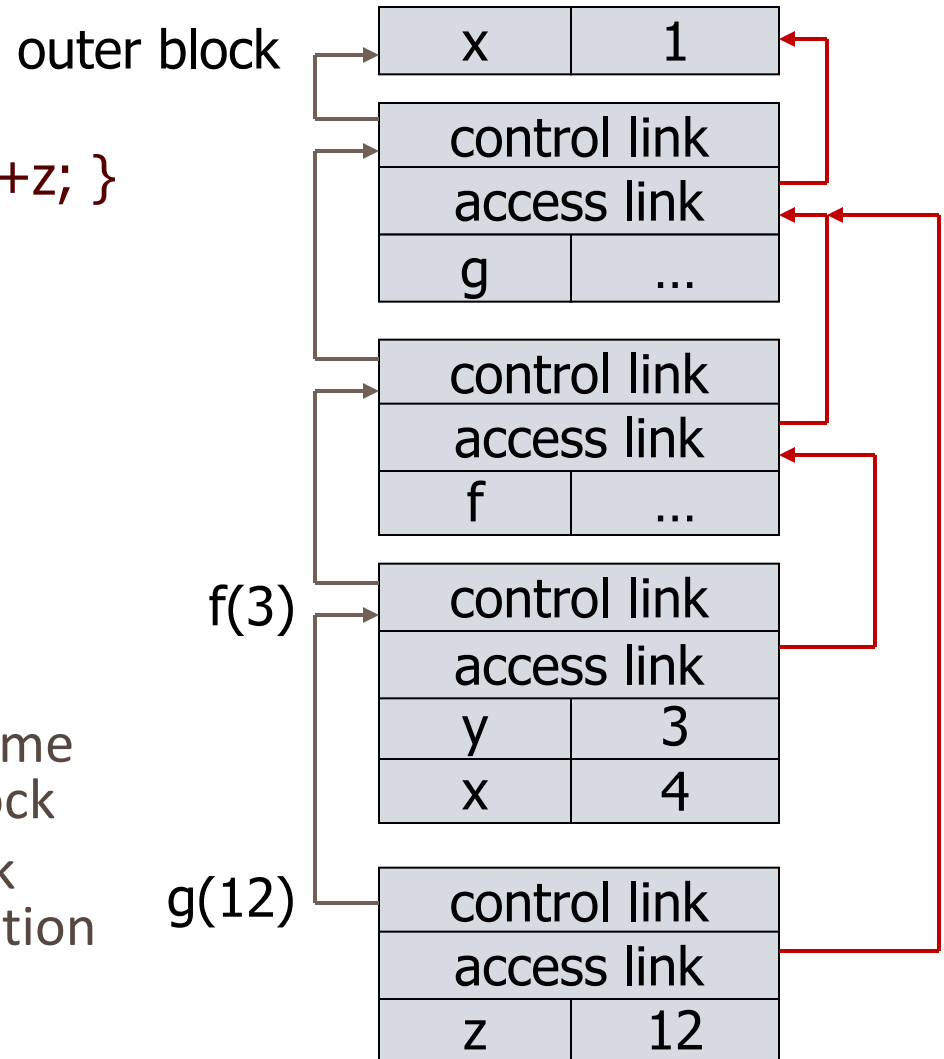 outer block
x 1
control link
+z; }
access link
g ...
control link
access link
f ...
f(3)
control link
access link
y 3
me
x 4
ock
k
g(12)
control link
tion
access link
z 12